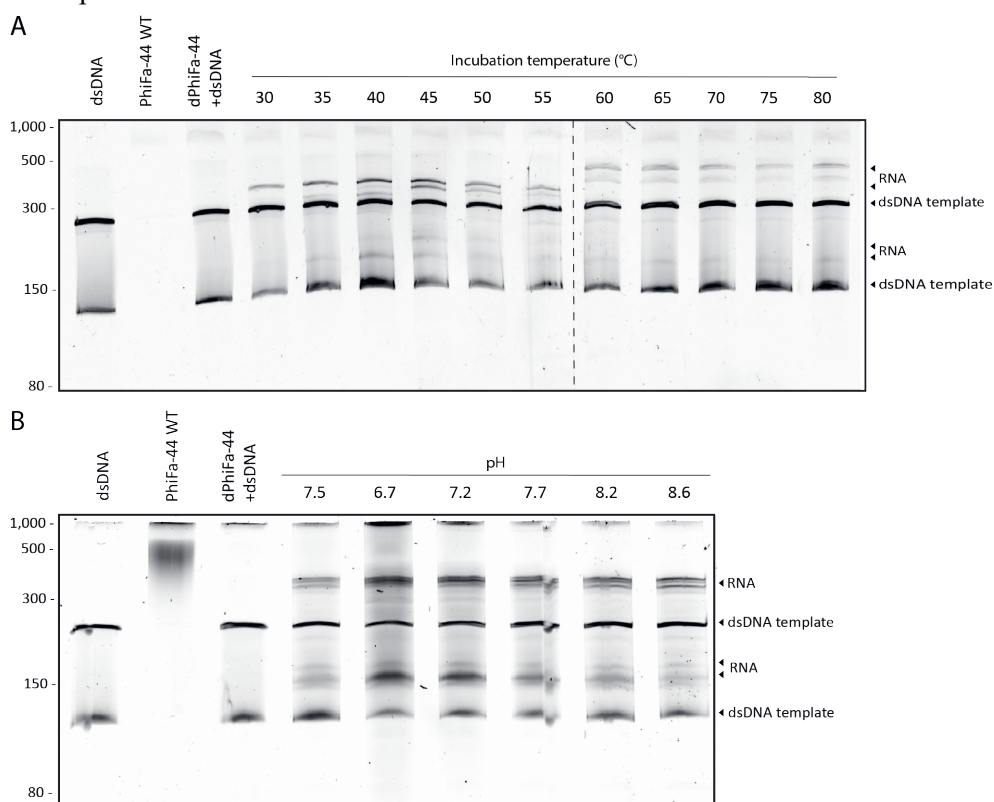 A
dsDNA
PhiFa-44 WT
dPhiFa-44
+dsDNA
Incubation temperature (°C)
30 35 40 45 50 55 60 65 70 75 80
1,000 -
500 -
300 -
150 -
80 -
RNA
dsDNA template
RNA
dsDNA template
B
dsDNA
PhiFa-44 WT
dPhiFa-44
+dsDNA
pH
7.5 6.7 7.2 7.7 8.2 8.6
1,000 -
500 -
300 -
150 -
80 -
RNA
dsDNA template
RNA
dsDNA template